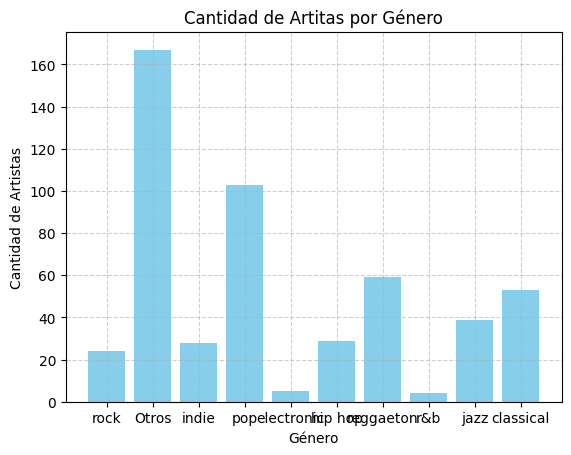 Cantidad de Artitas por Género
Cantidad de Artistas
160
140
120
100
80
60
40
20
0
rock Otros indie pop electronic hip hop reggaeton r&b jazz classical
Género